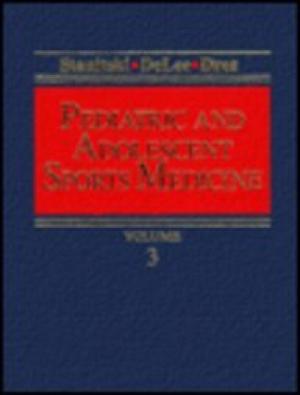 Stanitski • DeLee • Drez
PEDIATRIC AND
ADOLESCENT
SPORTS MEDICINE
VOLUME
3